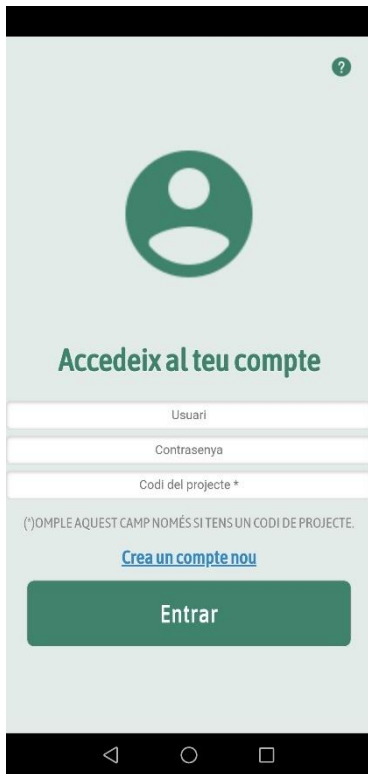 ?
Accedeix al teu compte
Usuari
Contrasenya
Codi del projecte *
(*)OMPLE AQUEST CAMP NOMÉS SI TENS UN CODI DE PROJECTE.
Crea un compte nou
Entrar